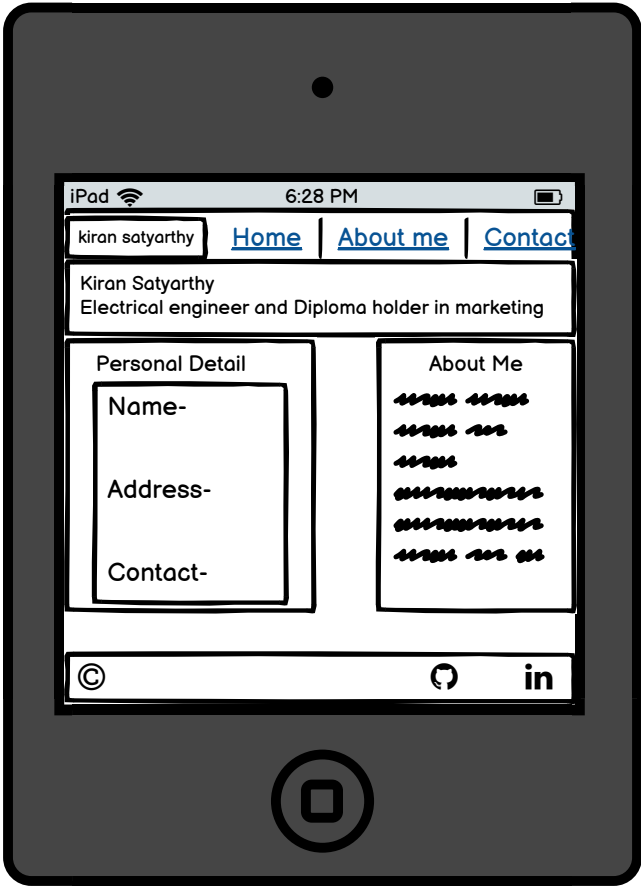 iPad 6:28 PM
kiran satyarthy Home About me Contact
Kiran Satyarthy
Electrical engineer and Diploma holder in marketing
Personal Detail
Name-
Address-
Contact-
About Me
© in